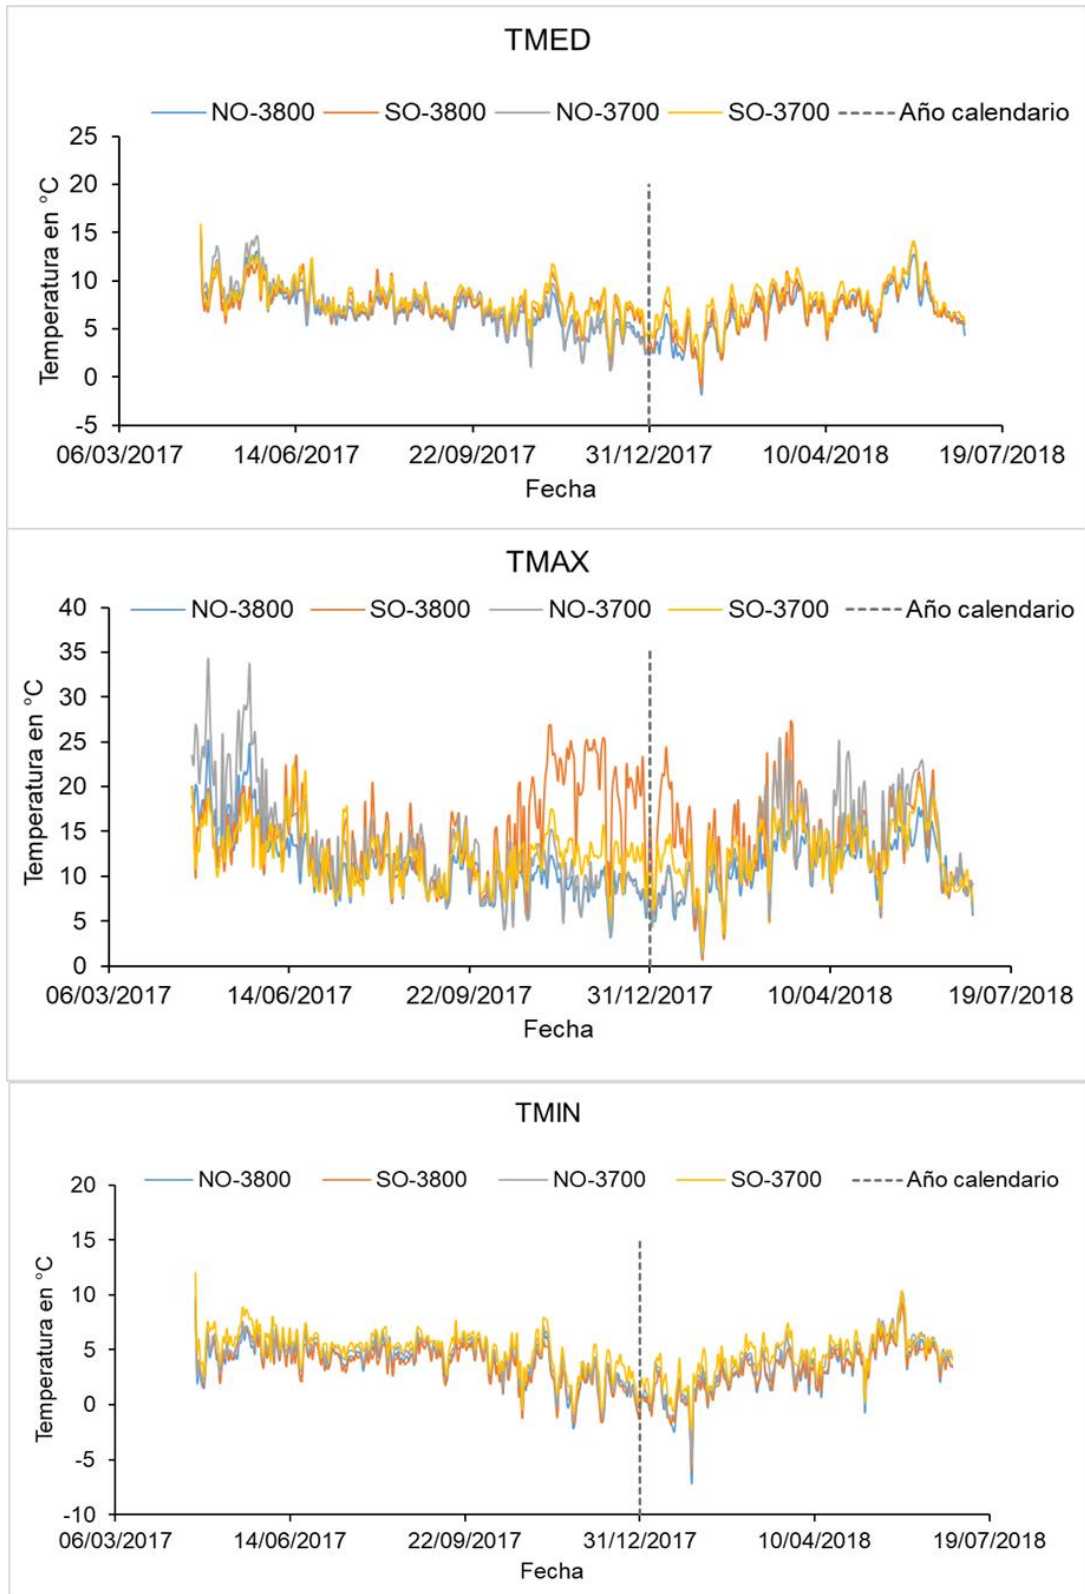 TMED
NO-3800 SO-3800 NO-3700 SO-3700 Año calendario
25
20
15
10
5
0
-5
Temperatura en °C
06/03/2017 14/06/2017 22/09/2017 31/12/2017 10/04/2018 19/07/2018
Fecha
TMAX
NO-3800 SO-3800 NO-3700 SO-3700 Año calendario
40
35
30
25
20
15
10
5
0
Temperatura en °C
06/03/2017 14/06/2017 22/09/2017 31/12/2017 10/04/2018 19/07/2018
Fecha
TMIN
NO-3800 SO-3800 NO-3700 SO-3700 Año calendario
20
15
10
5
0
-5
-10
Temperatura en °C
06/03/2017 14/06/2017 22/09/2017 31/12/2017 10/04/2018 19/07/2018
Fecha